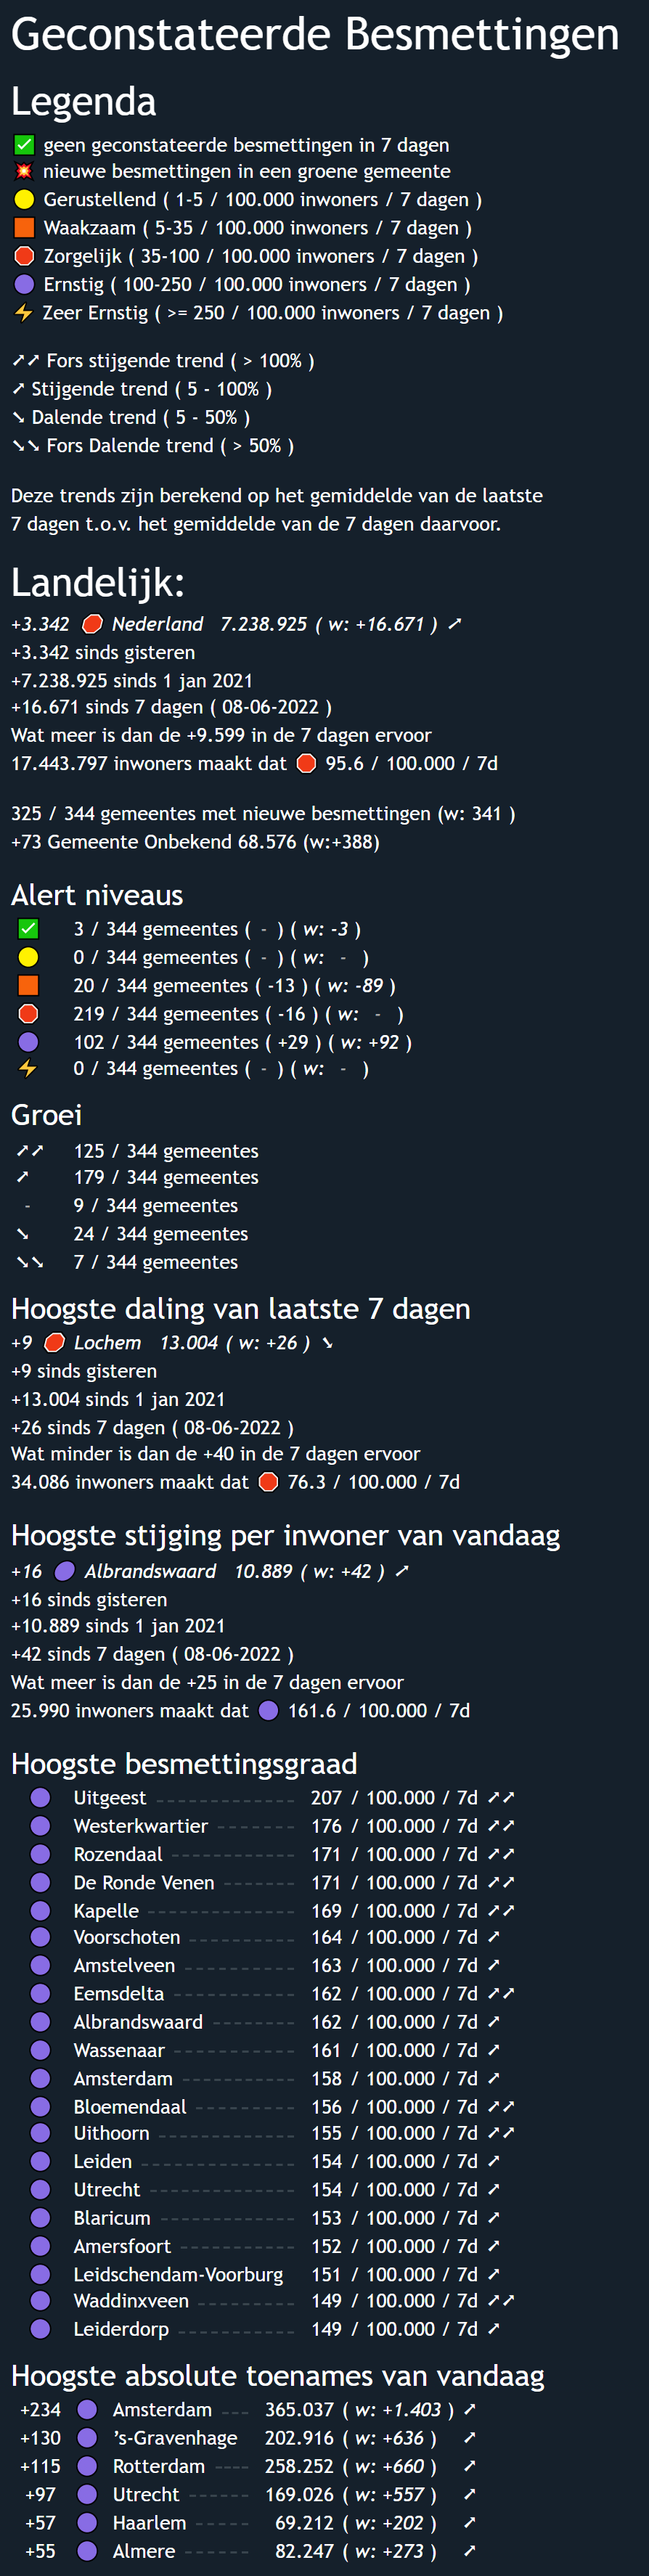 Geconstateerde Besmettingen
Legenda
✅ geen geconstateerde besmettingen in 7 dagen
💥 nieuwe besmettingen in een groene gemeente
🟡 Gerustellend ( 1-5 / 100.000 inwoners / 7 dagen )
🟧 Waakzaam ( 5-35 / 100.000 inwoners / 7 dagen )
🛑 Zorgelijk ( 35-100 / 100.000 inwoners / 7 dagen )
🟣 Ernstig ( 100-250 / 100.000 inwoners / 7 dagen )
⚡ Zeer Ernstig ( >= 250 / 100.000 inwoners / 7 dagen )
➚➚ Fors stijgende trend ( > 100% )
➚ Stijgende trend ( 5 - 100% )
➘ Dalende trend ( 5 - 50% )
➘➘ Fors Dalende trend ( > 50% )
Deze trends zijn berekend op het gemiddelde van de laatste
7 dagen t.o.v. het gemiddelde van de 7 dagen daarvoor.
Landelijk:
+3.342 🛑 Nederland 7.238.925 ( w: +16.671 ) ➚
+3.342 sinds gisteren
+7.238.925 sinds 1 jan 2021
+16.671 sinds 7 dagen ( 08-06-2022 )
Wat meer is dan de +9.599 in de 7 dagen ervoor
17.443.797 inwoners maakt dat 🛑 95.6 / 100.000 / 7d
325 / 344 gemeentes met nieuwe besmettingen (w: 341 )
+73 Gemeente Onbekend 68.576 (w:+388)
Alert niveaus
✅ 3 / 344 gemeentes ( - ) ( w: -3 )
🟡 0 / 344 gemeentes ( - ) ( w: - )
🟧 20 / 344 gemeentes ( -13 ) ( w: -89 )
🛑 219 / 344 gemeentes ( -16 ) ( w: - )
🟣 102 / 344 gemeentes ( +29 ) ( w: +92 )
⚡ 0 / 344 gemeentes ( - ) ( w: - )
Groei
➚➚ 125 / 344 gemeentes
➚ 179 / 344 gemeentes
- 9 / 344 gemeentes
➘ 24 / 344 gemeentes
➘➘ 7 / 344 gemeentes
Hoogste daling van laatste 7 dagen
+9 🛑 Lochem 13.004 ( w: +26 ) ➘
+9 sinds gisteren
+13.004 sinds 1 jan 2021
+26 sinds 7 dagen ( 08-06-2022 )
Wat minder is dan de +40 in de 7 dagen ervoor
34.086 inwoners maakt dat 🛑 76.3 / 100.000 / 7d
Hoogste stijging per inwoner van vandaag
+16 🟣 Albrandswaard 10.889 ( w: +42 ) ➚
+16 sinds gisteren
+10.889 sinds 1 jan 2021
+42 sinds 7 dagen ( 08-06-2022 )
Wat meer is dan de +25 in de 7 dagen ervoor
25.990 inwoners maakt dat 🟣 161.6 / 100.000 / 7d
Hoogste besmettingsgraad
🟣 Uitgeest 207 / 100.000 / 7d ➚➚
🟣 Westerkwartier 176 / 100.000 / 7d ➚➚
🟣 Rozendaal 171 / 100.000 / 7d ➚➚
🟣 De Ronde Venen 171 / 100.000 / 7d ➚➚
🟣 Kapelle 169 / 100.000 / 7d ➚➚
🟣 Voorschoten 164 / 100.000 / 7d ➚
🟣 Amstelveen 163 / 100.000 / 7d ➚
🟣 Eemsdelta 162 / 100.000 / 7d ➚➚
🟣 Albrandswaard 162 / 100.000 / 7d ➚
🟣 Wassenaar 161 / 100.000 / 7d ➚
🟣 Amsterdam 158 / 100.000 / 7d ➚
🟣 Bloemendaal 156 / 100.000 / 7d ➚➚
🟣 Uithoorn 155 / 100.000 / 7d ➚➚
🟣 Leiden 154 / 100.000 / 7d ➚
🟣 Utrecht 154 / 100.000 / 7d ➚
🟣 Blaricum 153 / 100.000 / 7d ➚
🟣 Amersfoort 152 / 100.000 / 7d ➚
🟣 Leidschendam-Voorburg 151 / 100.000 / 7d ➚
🟣 Waddinxveen 149 / 100.000 / 7d ➚➚
🟣 Leiderdorp 149 / 100.000 / 7d ➚
Hoogste absolute toenames van vandaag
+234 🟣 Amsterdam 365.037 ( w: +1.403 ) ➚
+130 🟣 's-Gravenhage 202.916 ( w: +636 ) ➚
+115 🟣 Rotterdam 258.252 ( w: +660 ) ➚
+97 🟣 Utrecht 169.026 ( w: +557 ) ➚
+57 🟣 Haarlem 69.212 ( w: +202 ) ➚
+55 🟣 Almere 82.247 ( w: +273 ) ➚